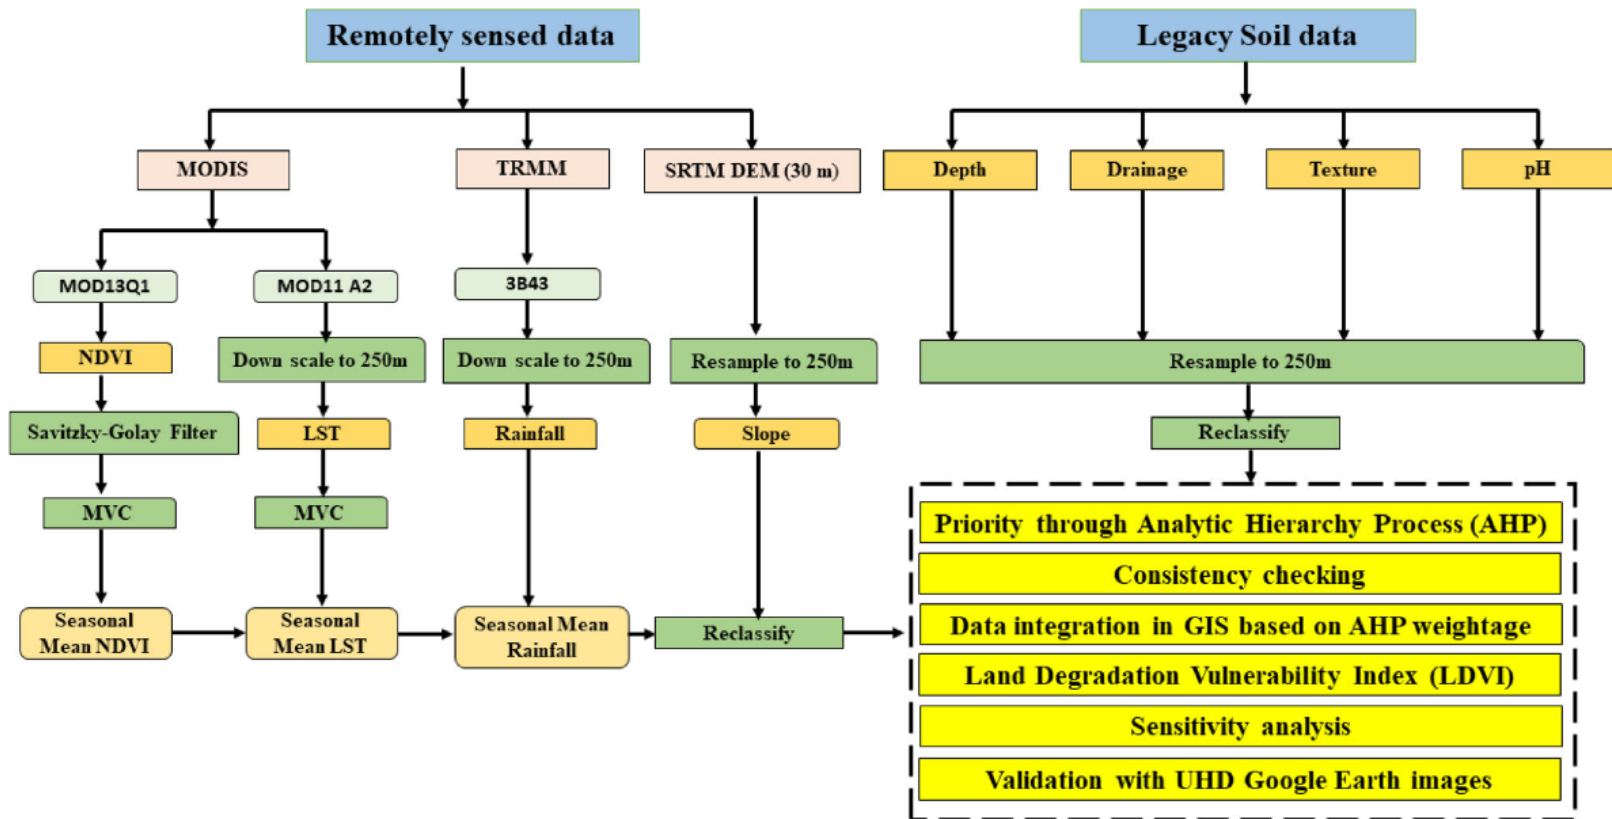 Remotely sensed data
Legacy Soil data
MODIS
TRMM
SRTM DEM (30 m)
Depth
Drainage
Texture
pH
MOD13Q1
MOD11 A2
3B43
NDVI
Down scale to 250m
Down scale to 250m
Resample to 250m
Resample to 250m
Savitzky-Golay Filter
LST
Rainfall
Slope
Reclassify
MVC
MVC
Seasonal
Mean NDVI
Seasonal
Mean LST
Seasonal Mean
Rainfall
Reclassify
Priority through Analytic Hierarchy Process (AHP)
Consistency checking
Data integration in GIS based on AHP weightage
Land Degradation Vulnerability Index (LDVI)
Sensitivity analysis
Validation with UHD Google Earth images